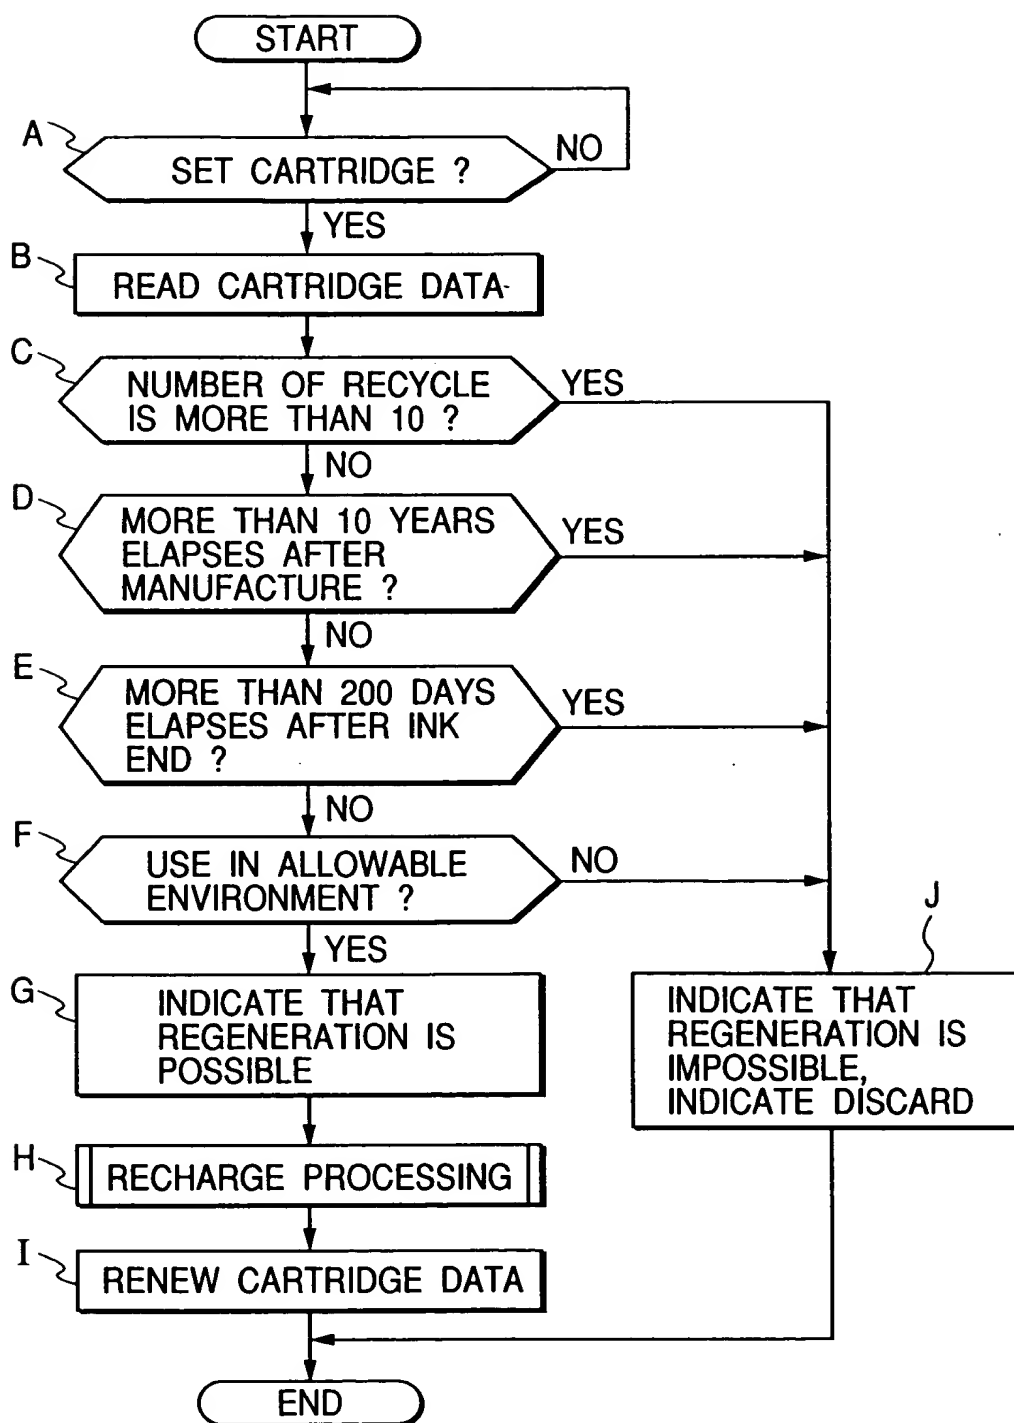 START
A
SET CARTRIDGE ?
NO
YES
B
READ CARTRIDGE DATA
C
NUMBER OF RECYCLE
IS MORE THAN 10 ?
YES
NO
D
MORE THAN 10 YEARS
ELAPSES AFTER
MANUFACTURE ?
YES
NO
E
MORE THAN 200 DAYS
ELAPSES AFTER INK
END ?
YES
NO
F
USE IN ALLOWABLE
ENVIRONMENT ?
NO
YES
G
INDICATE THAT
REGENERATION IS
POSSIBLE
J
INDICATE THAT
REGENERATION IS
IMPOSSIBLE,
INDICATE DISCARD
H
RECHARGE PROCESSING
I
RENEW CARTRIDGE DATA
END